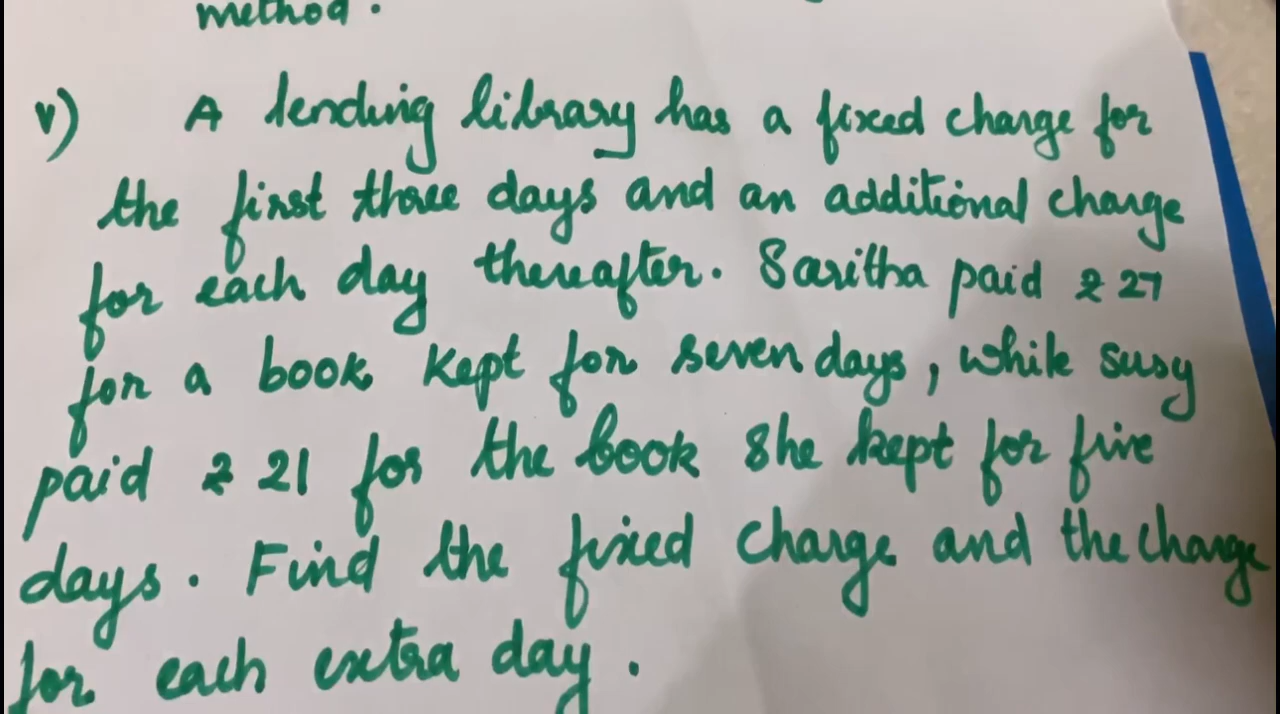 method.
v) A lending library has a fixed charge for
the first three days and an additional charge
for each day thereafter. Saritha paid ₹ 27
for a book kept for seven days, while susy
paid ₹ 21 for the book she kept for five
days. Find the fixed charge and the charge
for each extra day.